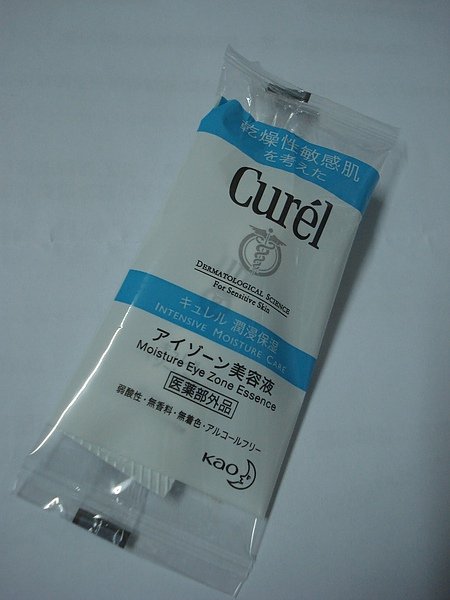 乾燥性敏感肌
を考えた
Curél
DERMATOLOGICAL SCIENCE
For Sensitive Skin
キュレル 潤浸保湿
INTENSIVE MOISTURE CARE
アイゾーン美容液
Moisture Eye Zone Essence
医薬部外品
弱酸性・無香料・無着色・アルコールフリー
Kao